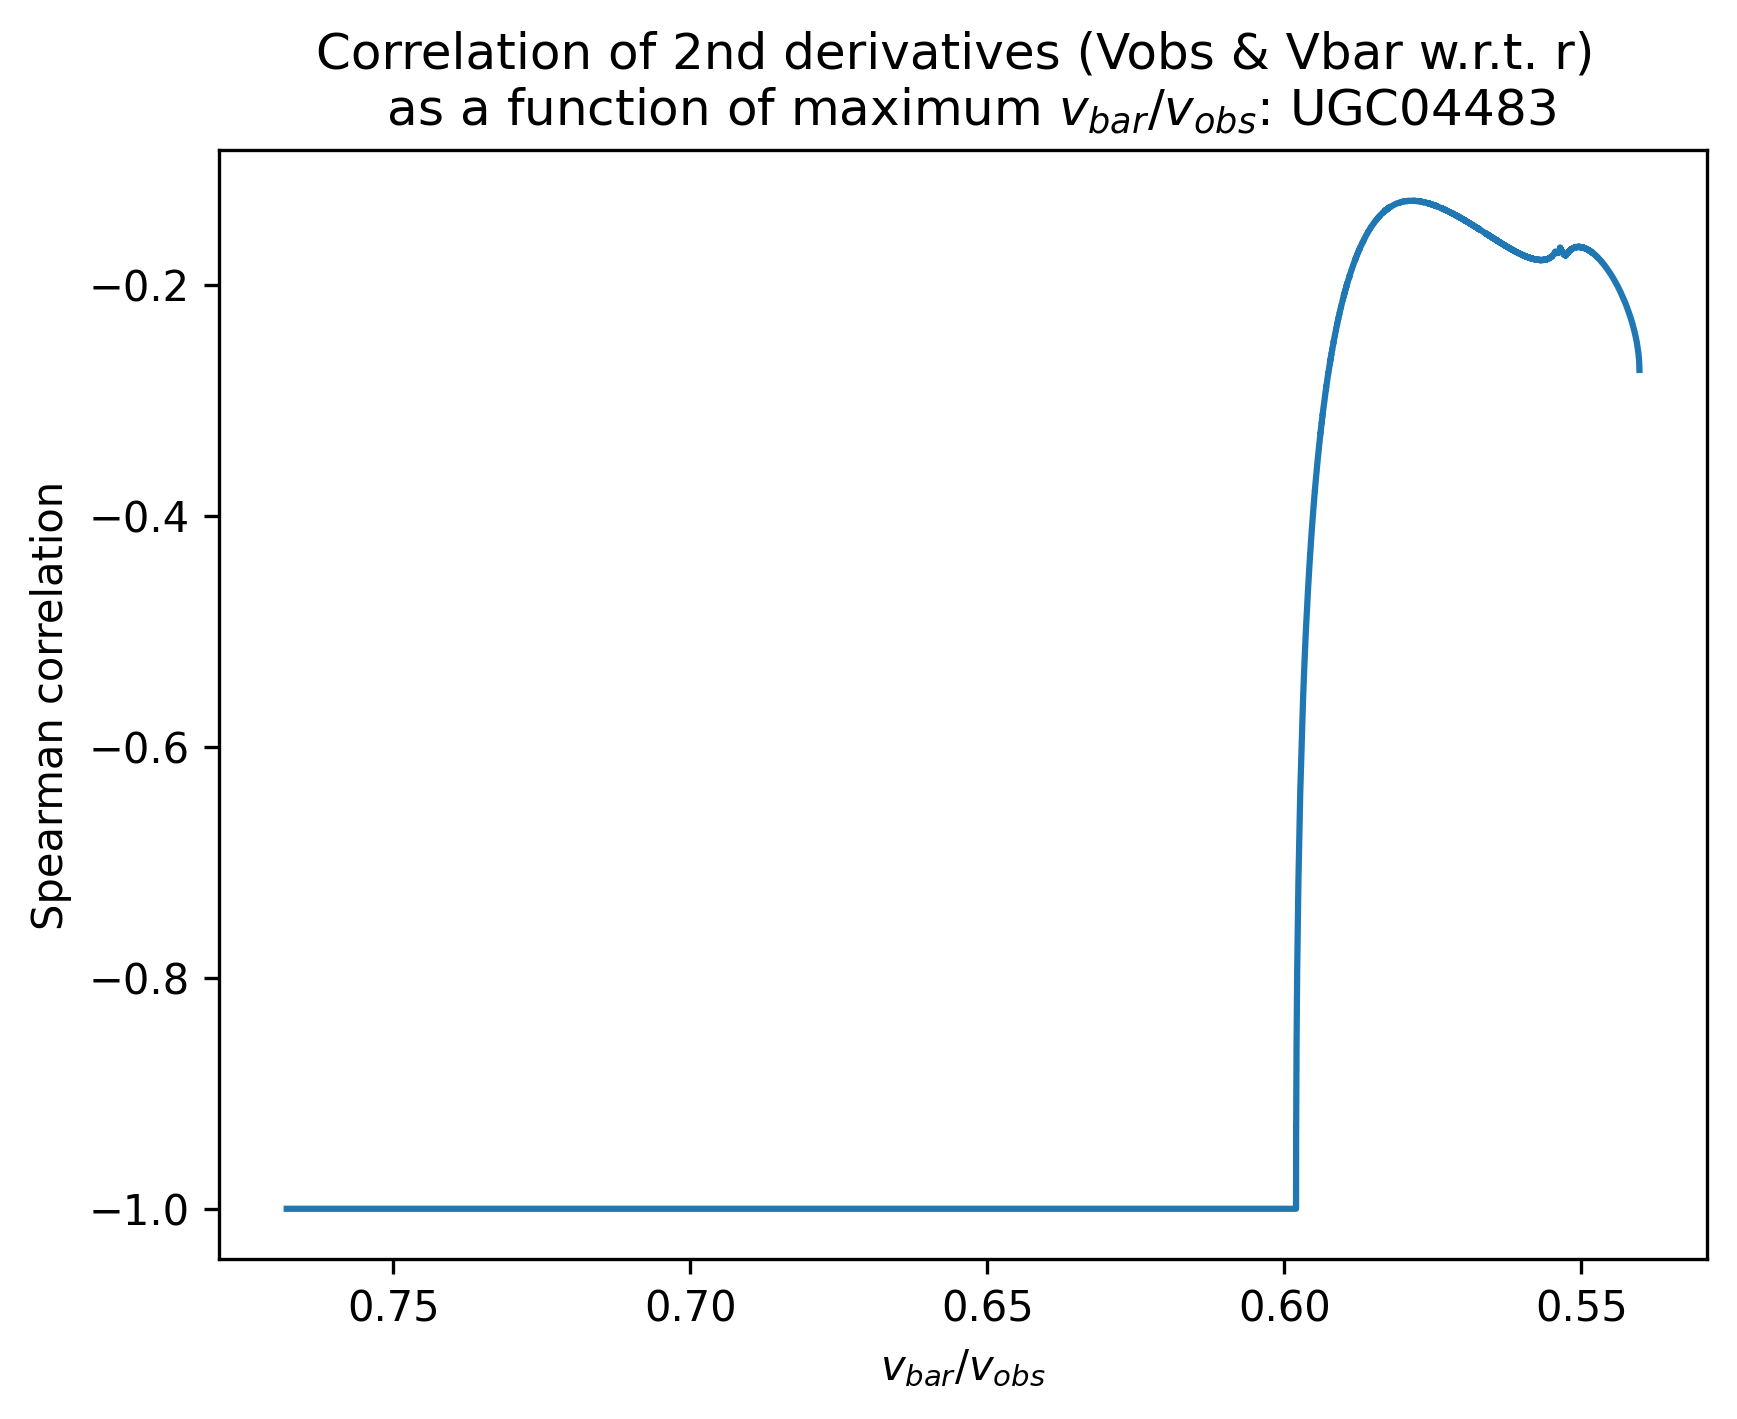 Correlation of 2nd derivatives (Vobs & Vbar w.r.t. r)
as a function of maximum v_bar/v_obs: UGC04483
Spearman correlation
−0.2
−0.4
−0.6
−0.8
−1.0
0.75 0.70 0.65 0.60 0.55
v_bar/v_obs